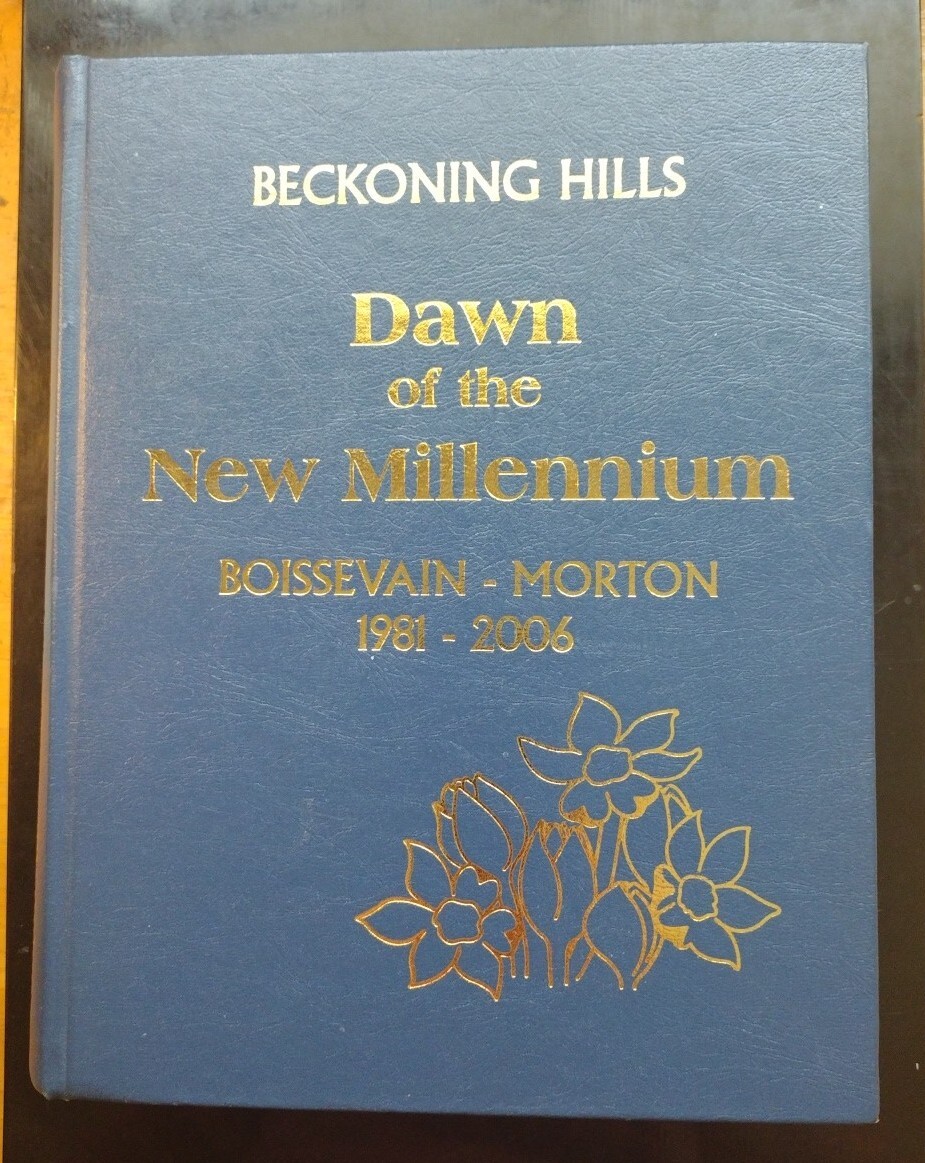 BECKONING HILLS
Dawn
of the
New Millennium
BOISSEVAIN - MORTON
1981 - 2006